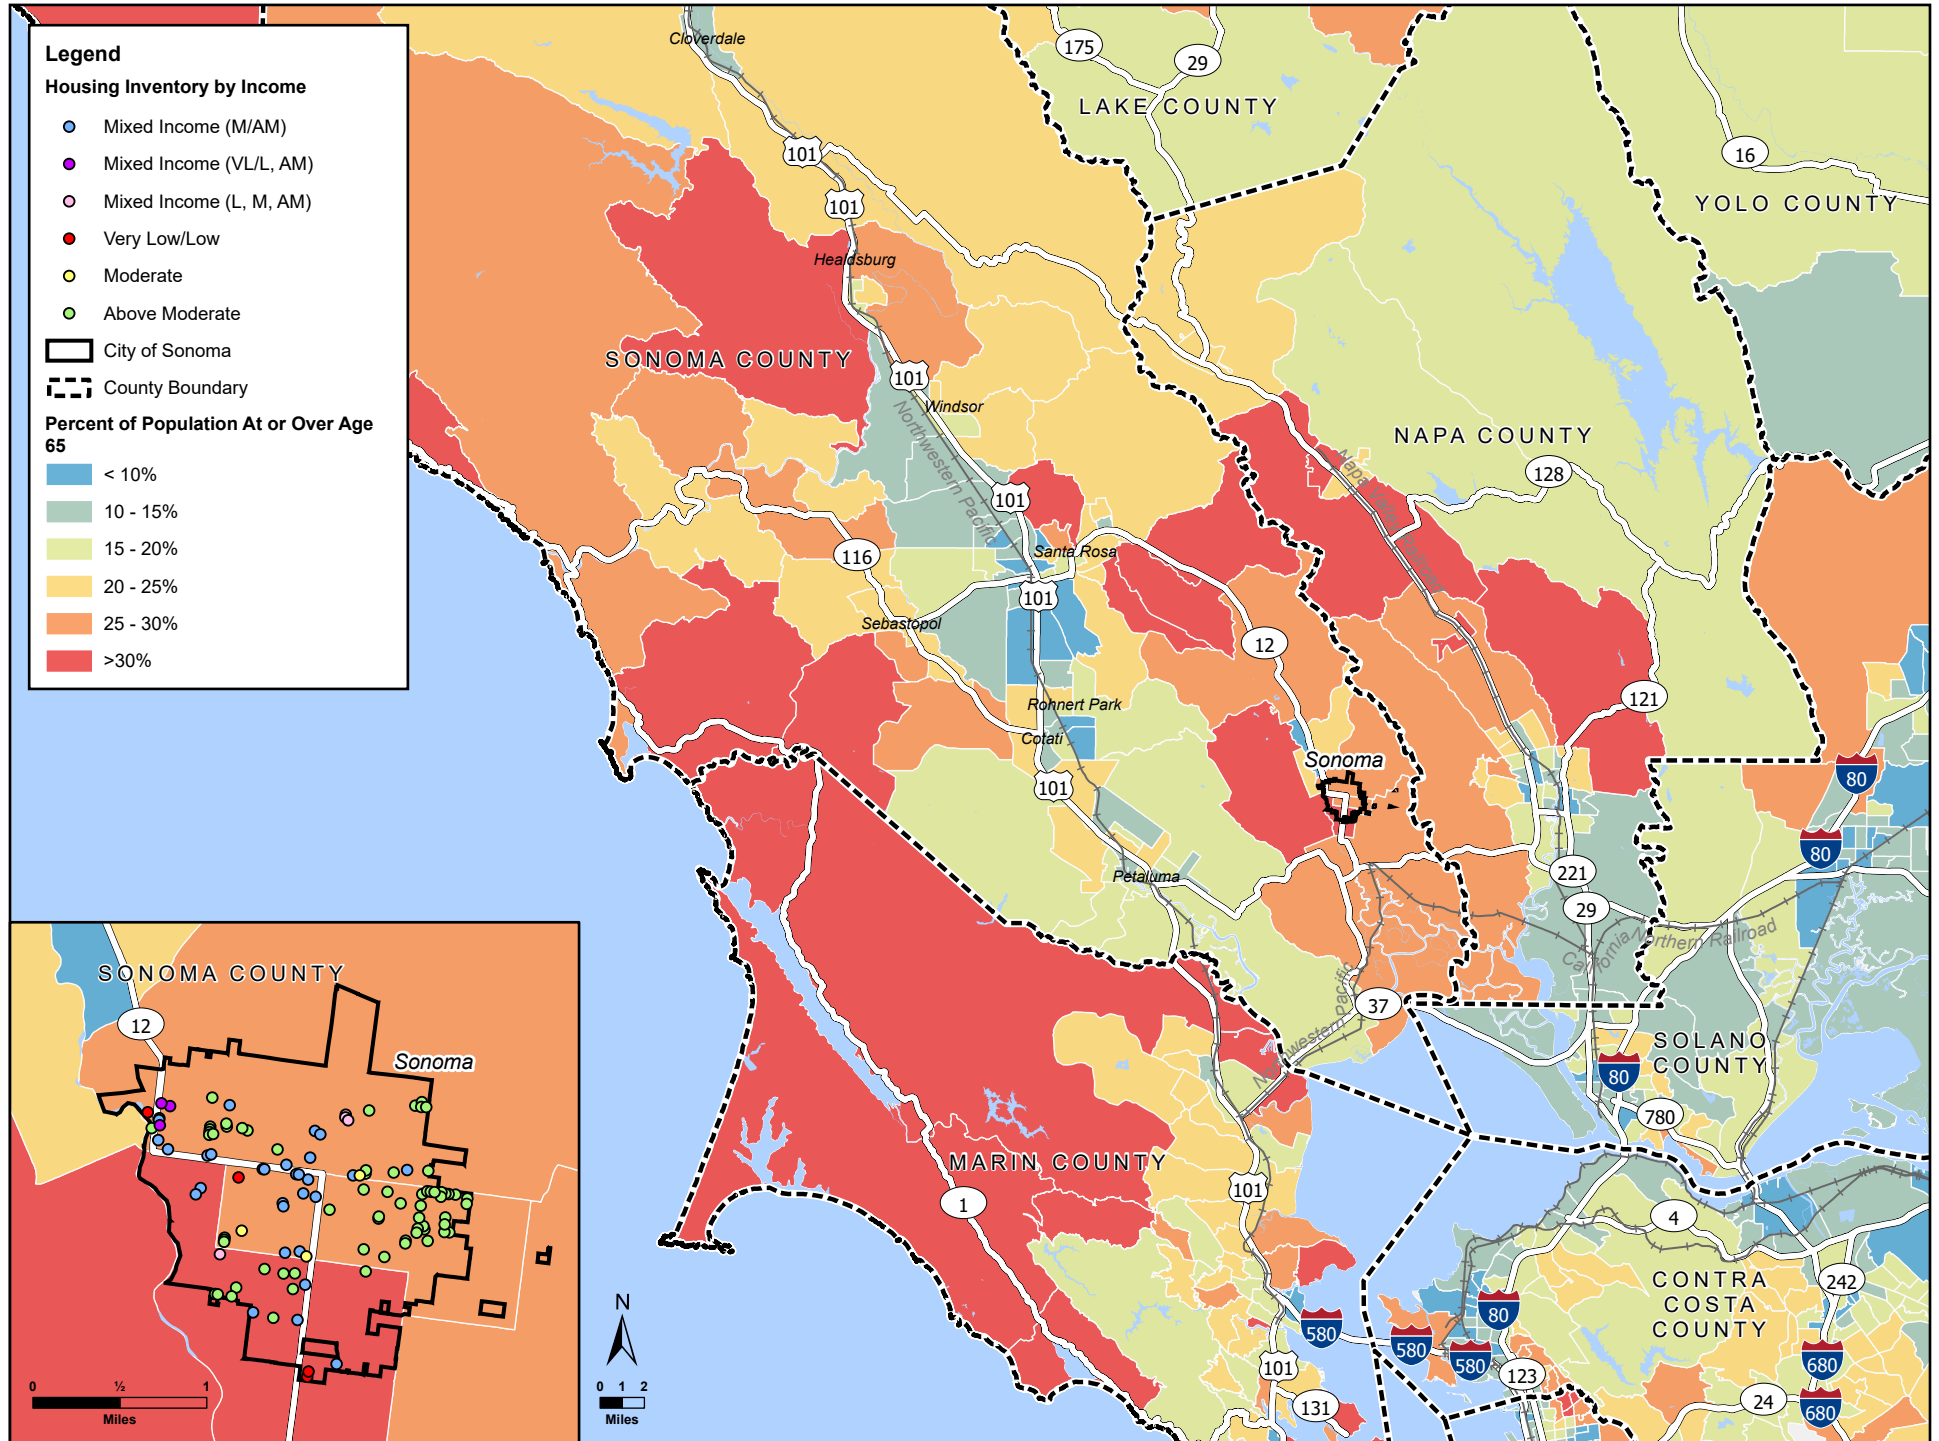 Legend
Housing Inventory by Income
Mixed Income (M/AM)
Mixed Income (VL/L, AM)
Mixed Income (L, M, AM)
Very Low/Low
Moderate
Above Moderate
City of Sonoma
County Boundary
Percent of Population At or Over Age
65
< 10%
10 - 15%
15 - 20%
20 - 25%
25 - 30%
>30%
Cloverdale
175
29
LAKE COUNTY
101
16
101
YOLO COUNTY
Healdsburg
SONOMA COUNTY
101
Windsor
NAPA COUNTY
128
Northwestern Pacific
Napa Valley Railroad
101
116
Santa Rosa
101
Sebastopol
12
121
Rohnert Park
Cotati
Sonoma
101
80
80
Petaluma
221
29
California Northern Railroad
Northwestern Pacific
37
SOLANO
COUNTY
80
780
MARIN COUNTY
101
1
4
CONTRA
COSTA
COUNTY
242
80
580
580
580
101
123
680
131
24
680
SONOMA COUNTY
12
Sonoma
0 ½ 1
Miles
N
0 1 2
Miles